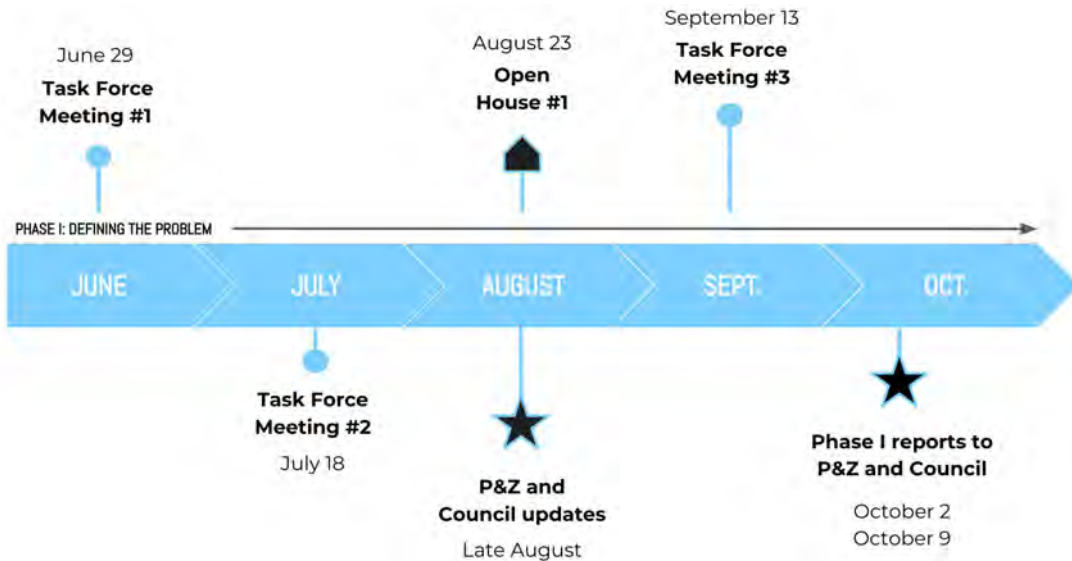 June 29
Task Force
Meeting #1
August 23
Open
House #1
September 13
Task Force
Meeting #3
PHASE I: DEFINING THE PROBLEM
JUNE
JULY
AUGUST
SEPT.
OCT.
Task Force
Meeting #2
July 18
P&Z and
Council updates
Late August
Phase I reports to
P&Z and Council
October 2
October 9